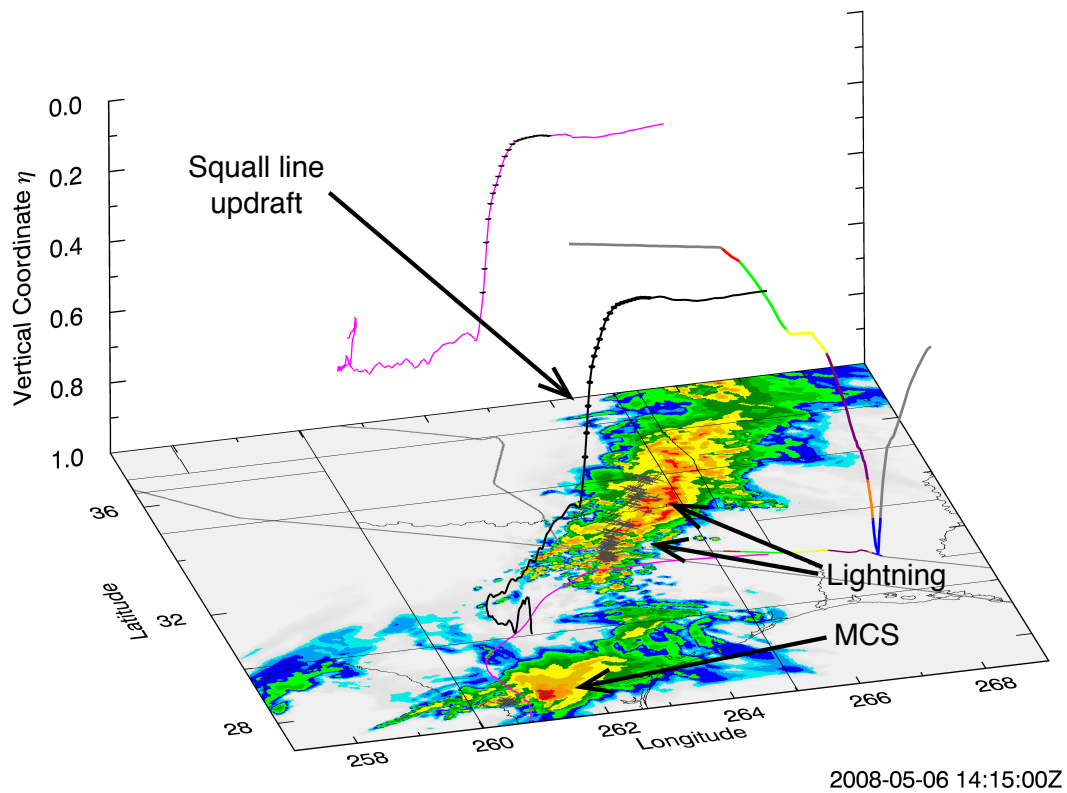 0.0
0.2
0.4
0.6
0.8
1.0
Vertical Coordinate η
Squall line
updraft
36
32
28
Latitude
Lightning
MCS
258
260
262
264
266
268
Longitude
2008-05-06 14:15:00Z